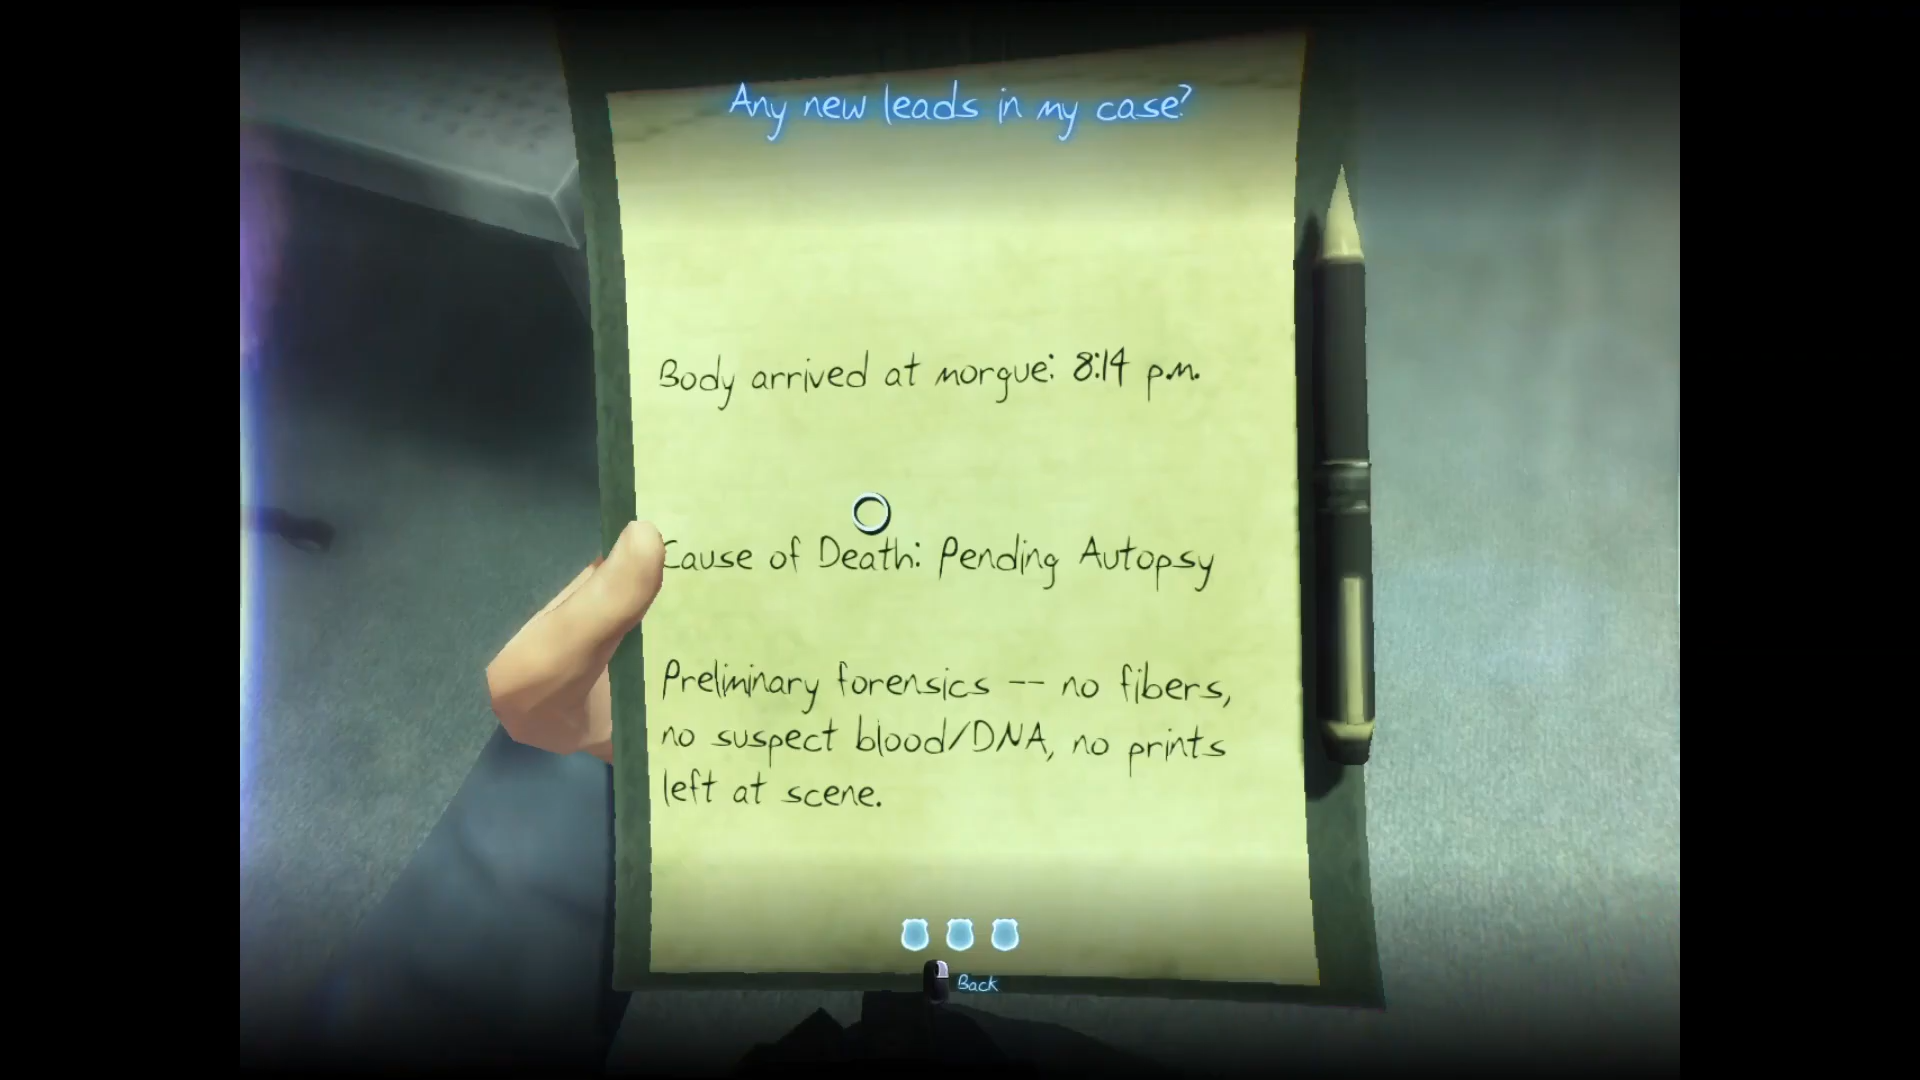 Any new leads in my case?
Body arrived at morgue: 8:14 p.m.
Cause of Death: Pending Autopsy
Preliminary forensics -- no fibers,
no suspect blood/DNA, no prints
left at scene.
Back